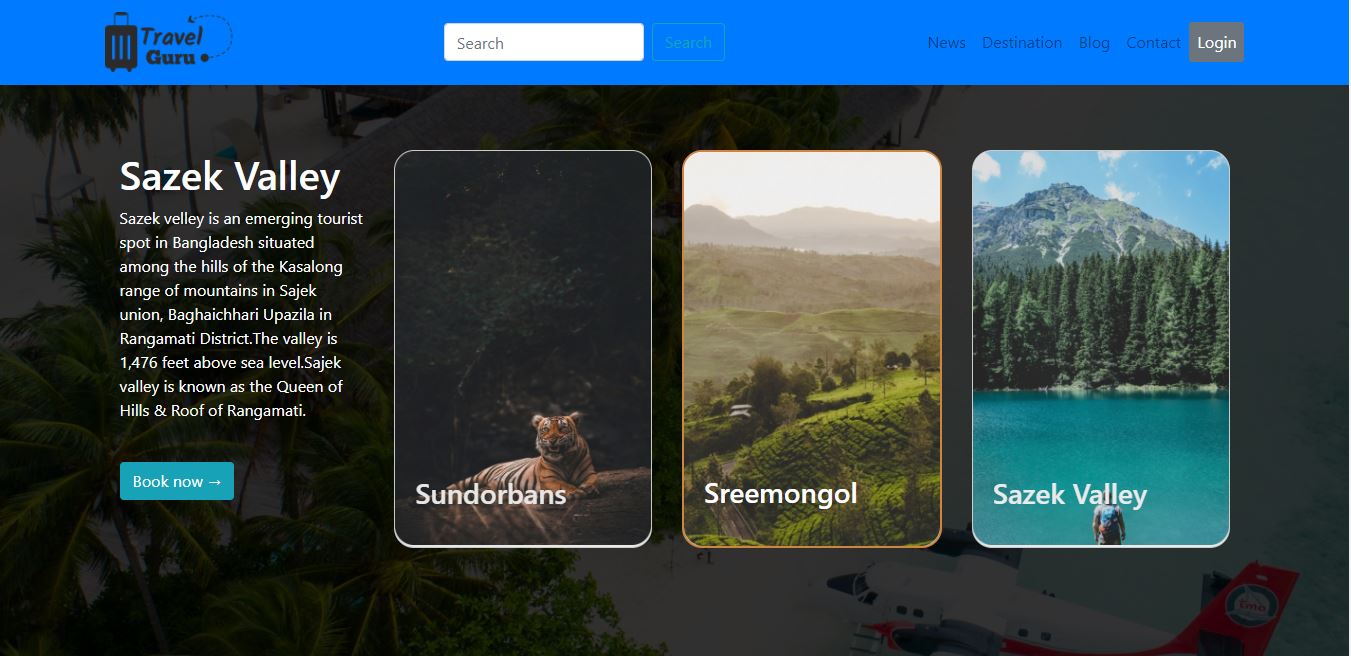 Travel
Guru
Search
Search
News
Destination
Blog
Contact
Login
Sazek Valley
Sazek velley is an emerging tourist
spot in Bangladesh situated
among the hills of the Kasalong
range of mountains in Sajek
union, Baghaichhari Upazila in
Rangamati District.The valley is
1,476 feet above sea level.Sajek
valley is known as the Queen of
Hills & Roof of Rangamati.
Book now →
Sundorbans
Sreemongol
Sazek Valley
tma